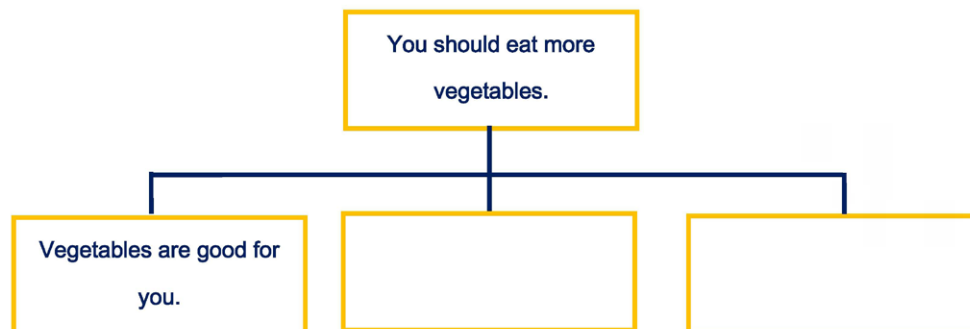 You should eat more
vegetables.
Vegetables are good for
you.